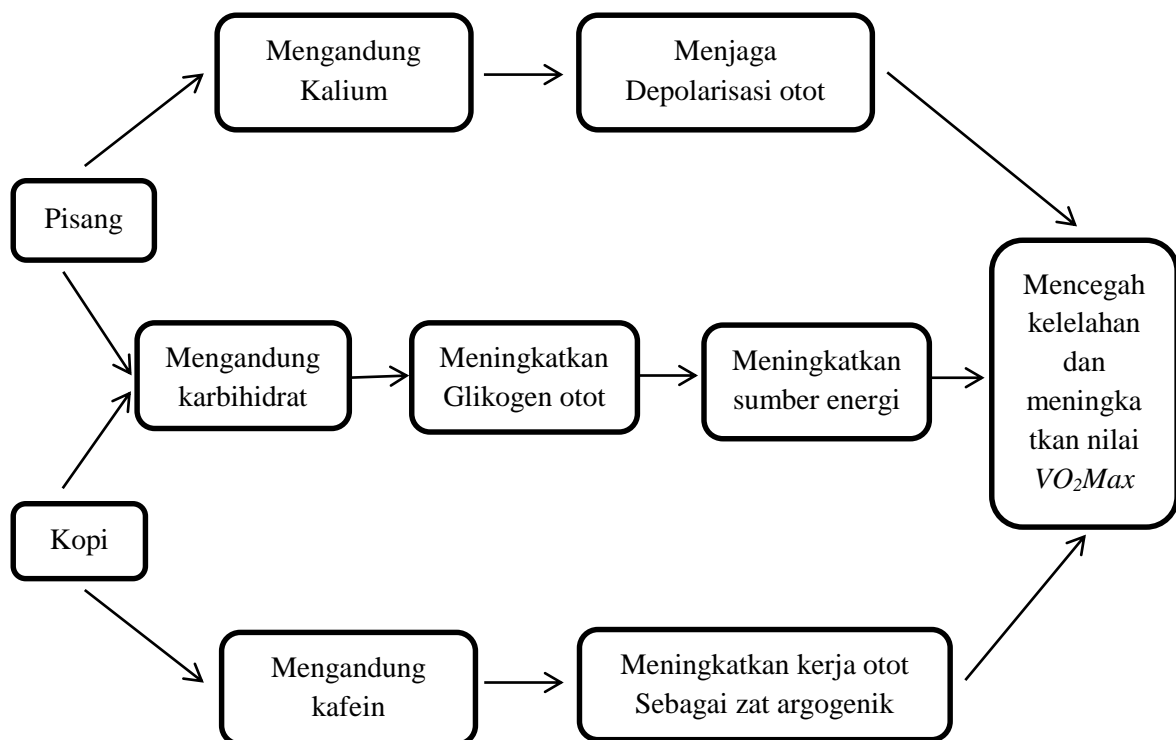 Mengandung
Kalium
Menjaga
Depolarisasi otot
Pisang
Mengandung
karbihidrat
Meningkatkan
Glikogen otot
Meningkatkan
sumber energi
Mencegah
kelelahan
dan
meningka
tkan nilai
VO₂Max
Kopi
Mengandung
kafein
Meningkatkan kerja otot
Sebagai zat argogenik